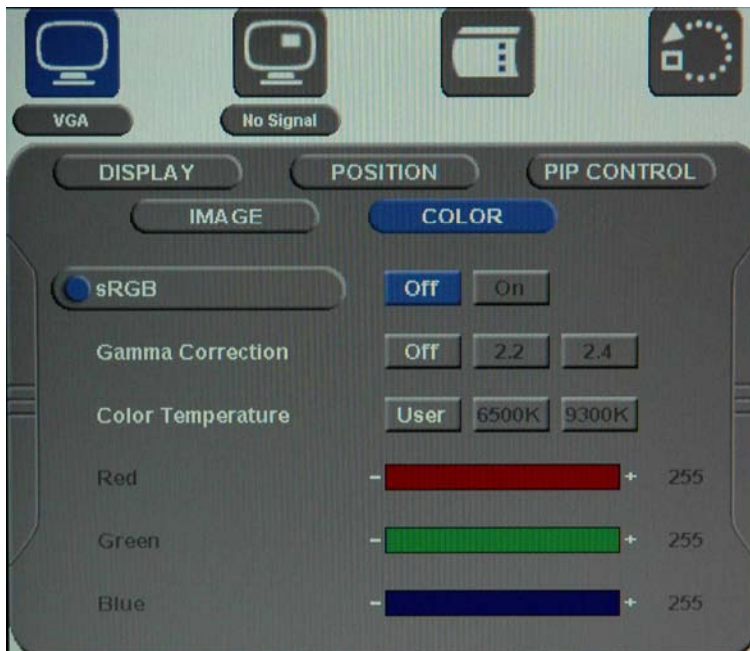 VGA
No Signal
DISPLAY POSITION PIP CONTROL
IMAGE COLOR
sRGB Off On
Gamma Correction Off 2.2 2.4
Color Temperature User 6500K 9300K
Red - + 255
Green - + 255
Blue - + 255